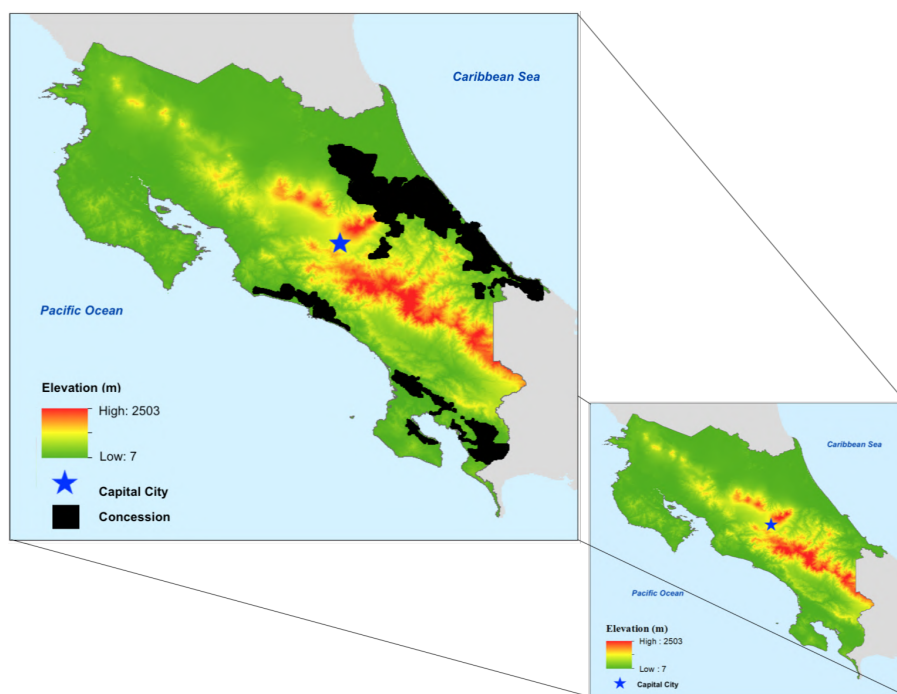 Caribbean Sea
Pacific Ocean
Elevation (m)
High: 2503
Low: 7
Capital City
Concession
Caribbean Sea
Pacific Ocean
Elevation (m)
High : 2503
Low : 7
Capital City